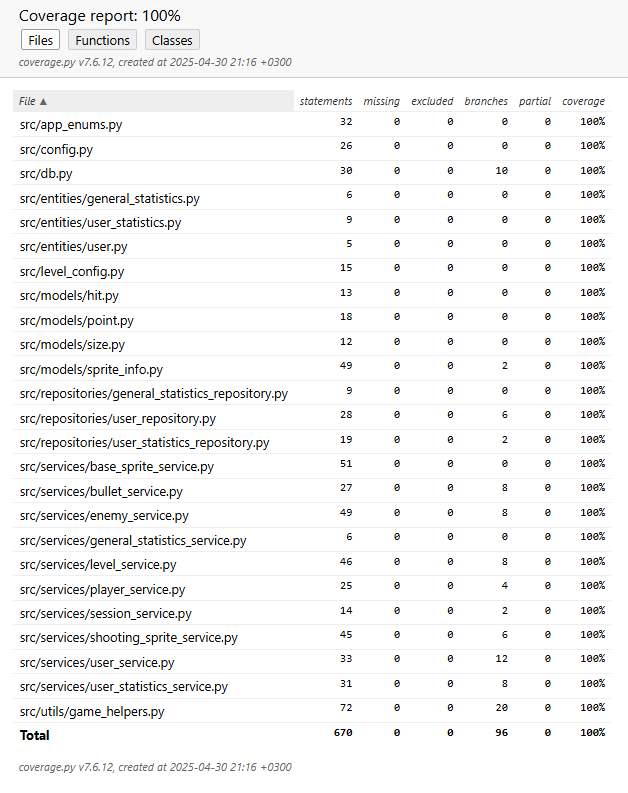 Coverage report: 100%
Files Functions Classes
coverage.py v7.6.12, created at 2025-04-30 21:16 +0300
File ▲ statements missing excluded branches partial coverage
src/app_enums.py 32 0 0 0 0 100%
src/config.py 26 0 0 0 0 100%
src/db.py 30 0 0 10 0 100%
src/entities/general_statistics.py 6 0 0 0 0 100%
src/entities/user_statistics.py 9 0 0 0 0 100%
src/entities/user.py 5 0 0 0 0 100%
src/level_config.py 15 0 0 0 0 100%
src/models/hit.py 13 0 0 0 0 100%
src/models/point.py 18 0 0 0 0 100%
src/models/size.py 12 0 0 0 0 100%
src/models/sprite_info.py 49 0 0 2 0 100%
src/repositories/general_statistics_repository.py 9 0 0 0 0 100%
src/repositories/user_repository.py 28 0 0 6 0 100%
src/repositories/user_statistics_repository.py 19 0 0 2 0 100%
src/services/base_sprite_service.py 51 0 0 0 0 100%
src/services/bullet_service.py 27 0 0 8 0 100%
src/services/enemy_service.py 49 0 0 8 0 100%
src/services/general_statistics_service.py 6 0 0 0 0 100%
src/services/level_service.py 46 0 0 8 0 100%
src/services/player_service.py 25 0 0 4 0 100%
src/services/session_service.py 14 0 0 2 0 100%
src/services/shooting_sprite_service.py 45 0 0 6 0 100%
src/services/user_service.py 33 0 0 12 0 100%
src/services/user_statistics_service.py 31 0 0 8 0 100%
src/utils/game_helpers.py 72 0 0 20 0 100%
Total 670 0 0 96 0 100%
coverage.py v7.6.12, created at 2025-04-30 21:16 +0300